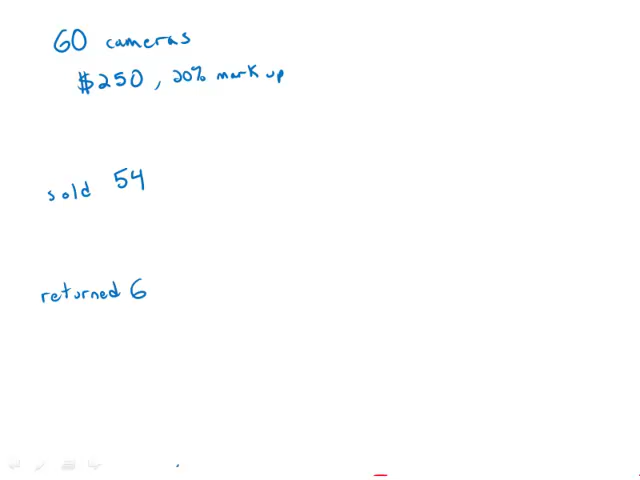 60 cameras
$250, 20% mark up
sold 54
returned 6